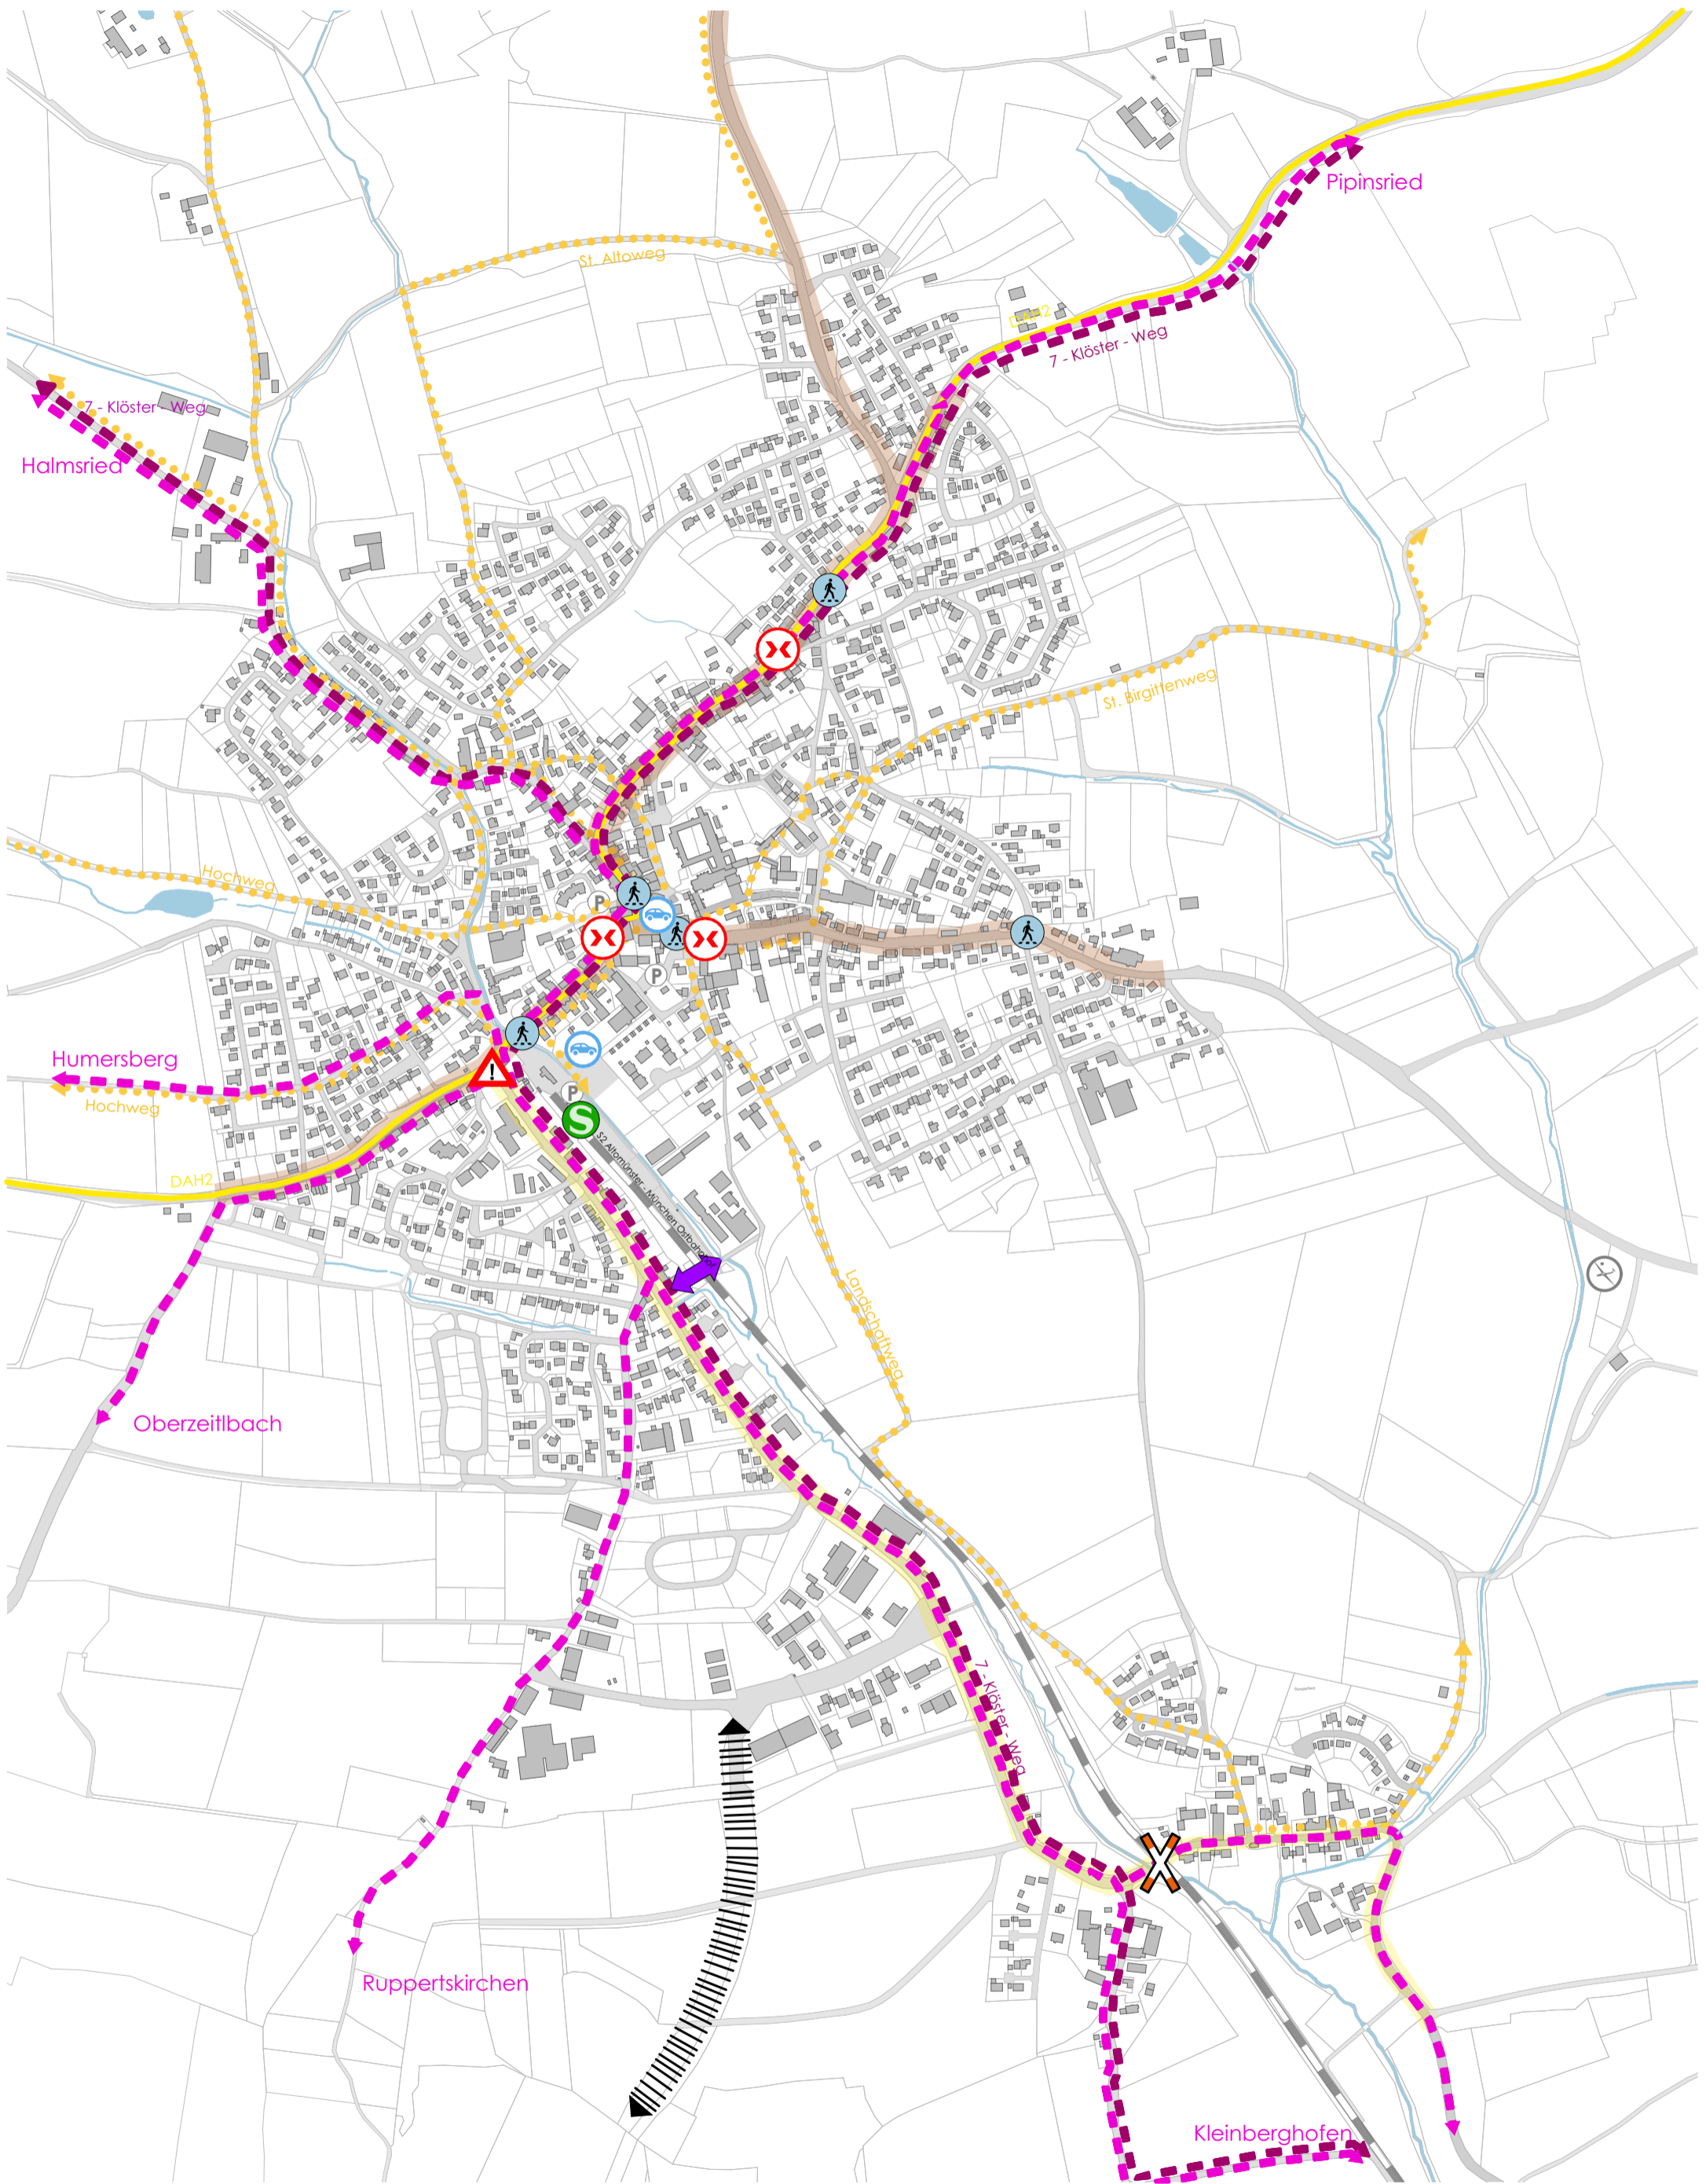 Pipinsried
St. Altoweg
DAH2
7 - Klöster - Weg
7 - Klöster - Weg
Halmsried
St. Birgittenweg
Hochweg
P
P
Humersberg
Hochweg
P
S
S2 Altomünster - München Ostbahnhof
DAH2
Landschaftweg
Oberzeitlbach
7 - Klöster - Weg
Ruppertskirchen
Kleinberghofen